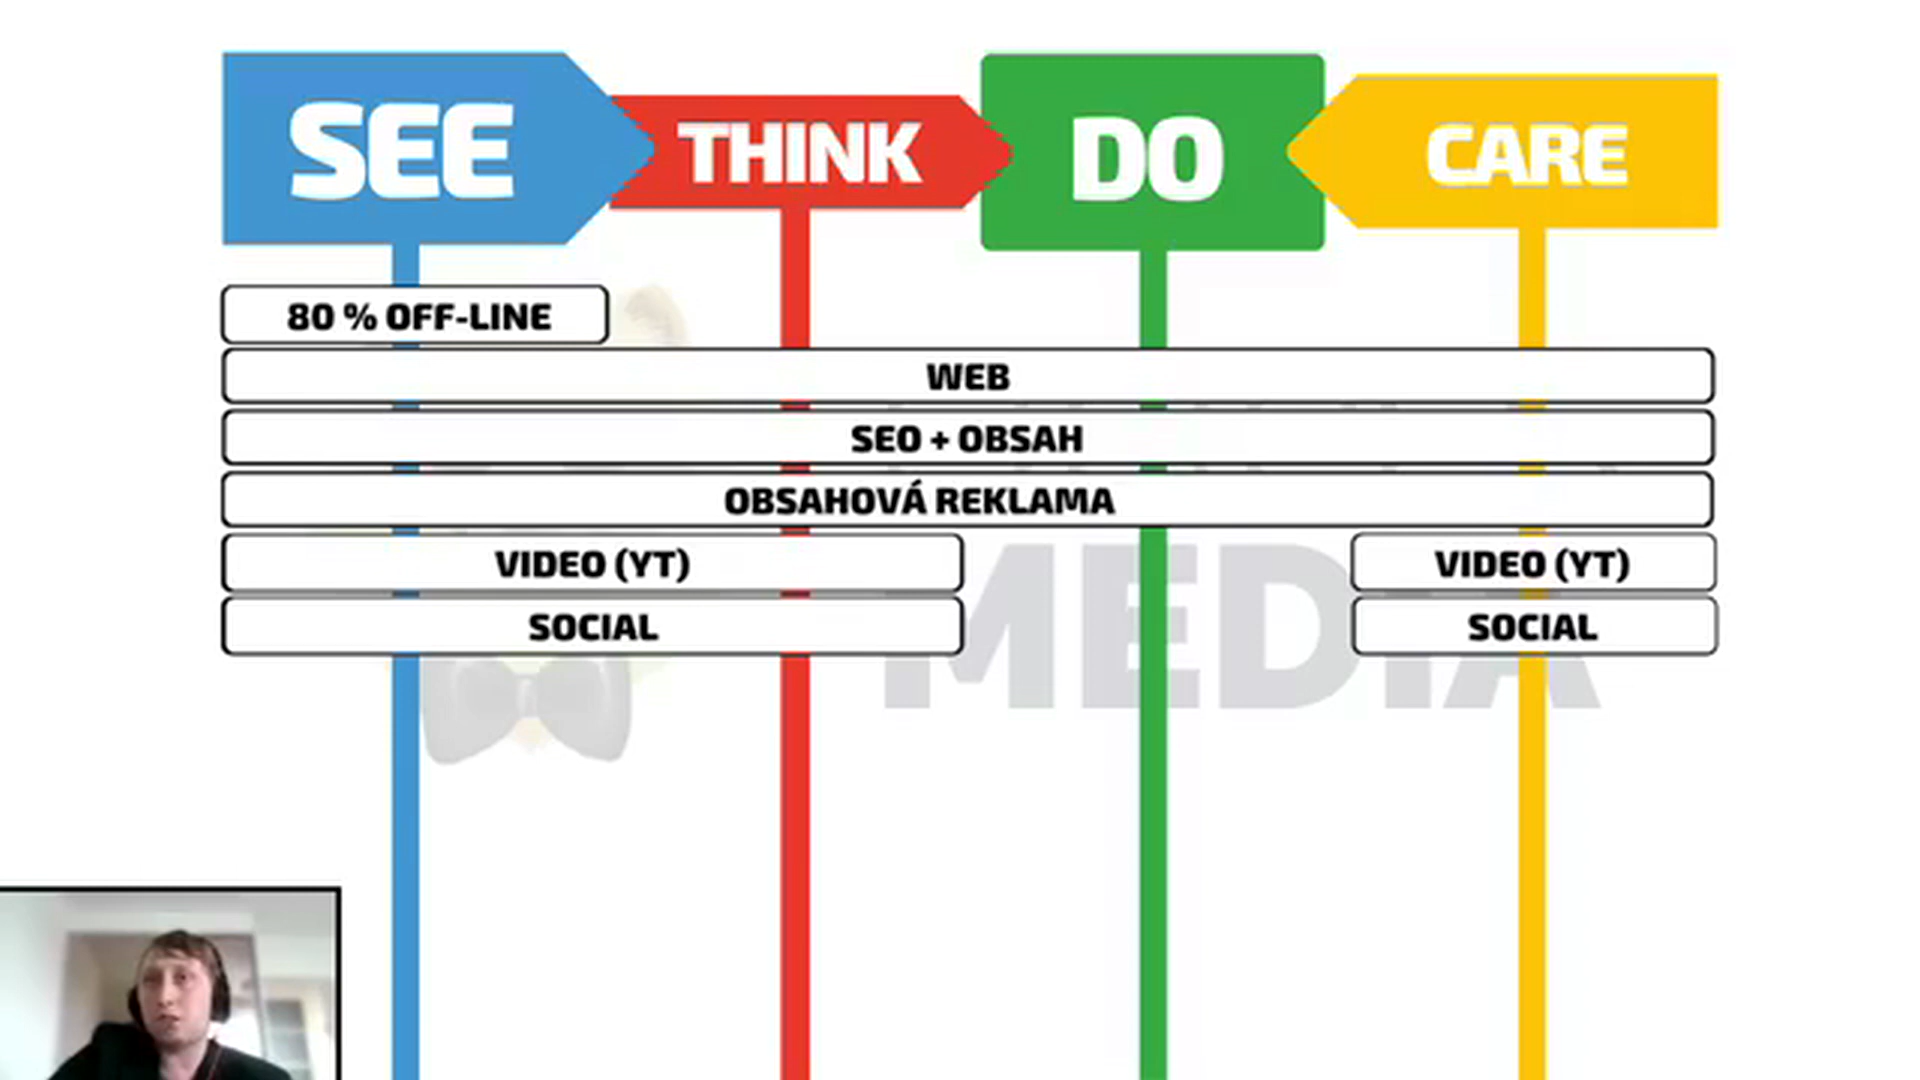 SEE
THINK
DO
CARE
80 % OFF-LINE
WEB
SEO + OBSAH
OBSAHOVÁ REKLAMA
VIDEO (YT)
VIDEO (YT)
SOCIAL
SOCIAL
MEDIA